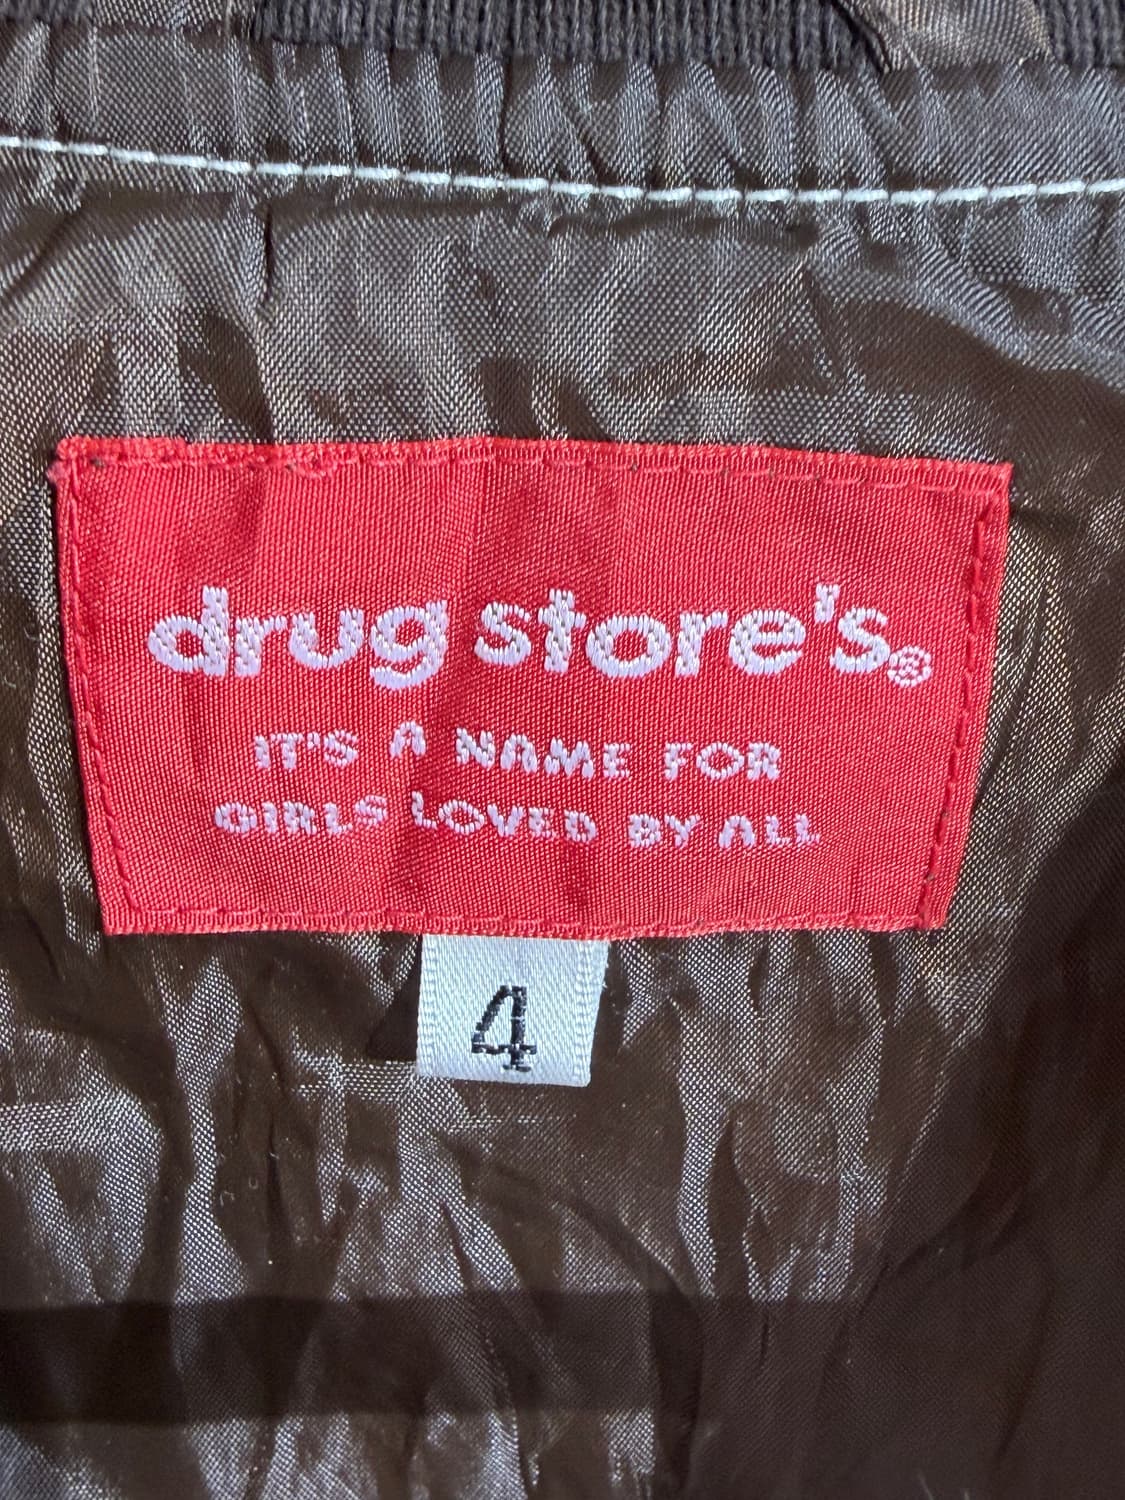 drug store's®
IT'S A NAME FOR
GIRLS LOVED BY ALL
4